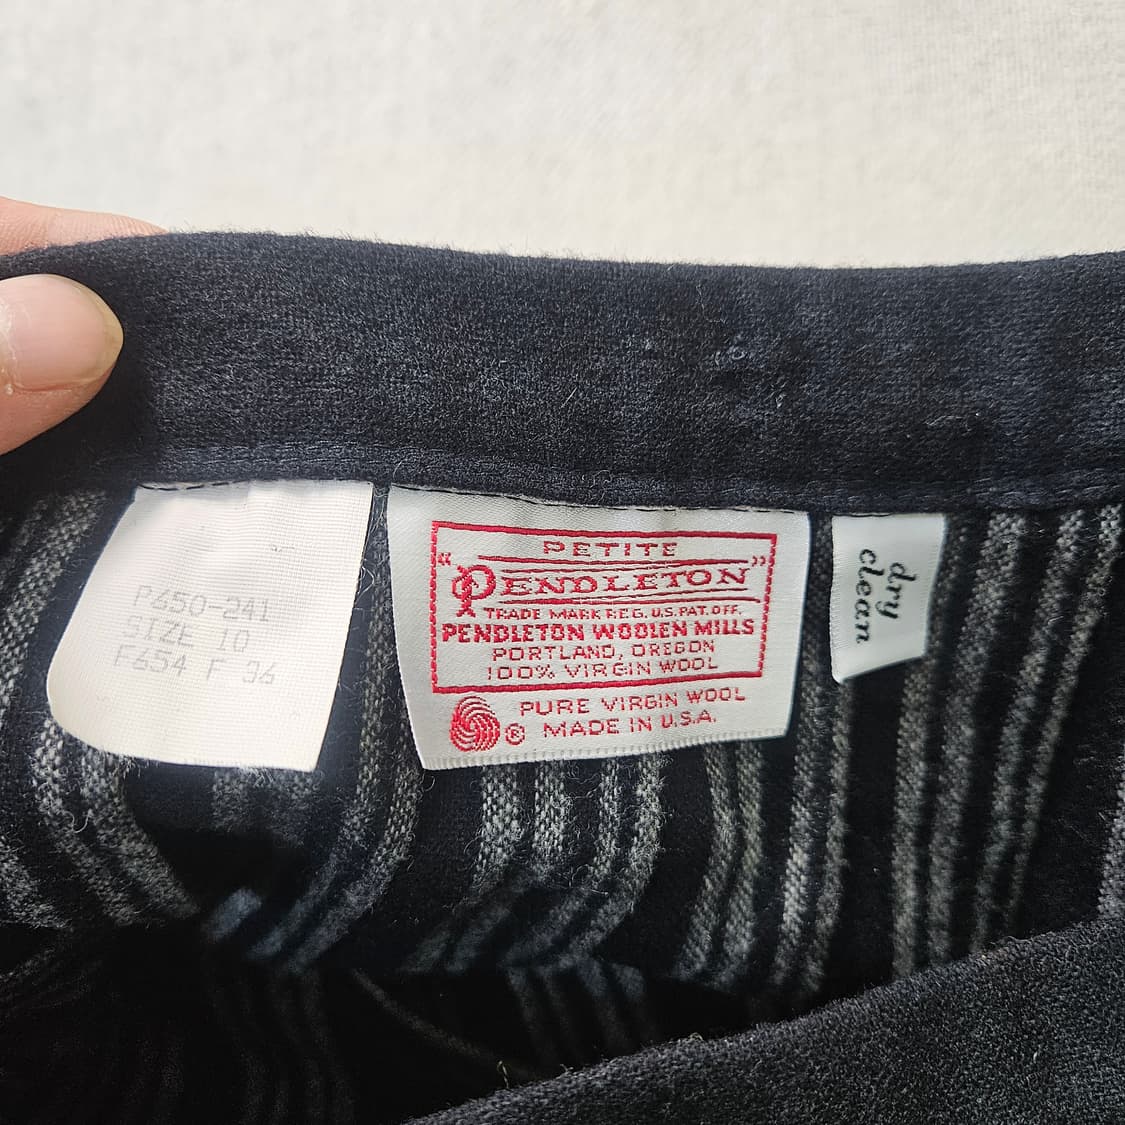 P650-241
SIZE 10
F654 F 36
PETITE
"PENDLETON"
TRADE MARK REG. U.S. PAT. OFF.
PENDLETON WOOLEN MILLS
PORTLAND, OREGON
100% VIRGIN WOOL
PURE VIRGIN WOOL
® MADE IN U.S.A.
dry
clean